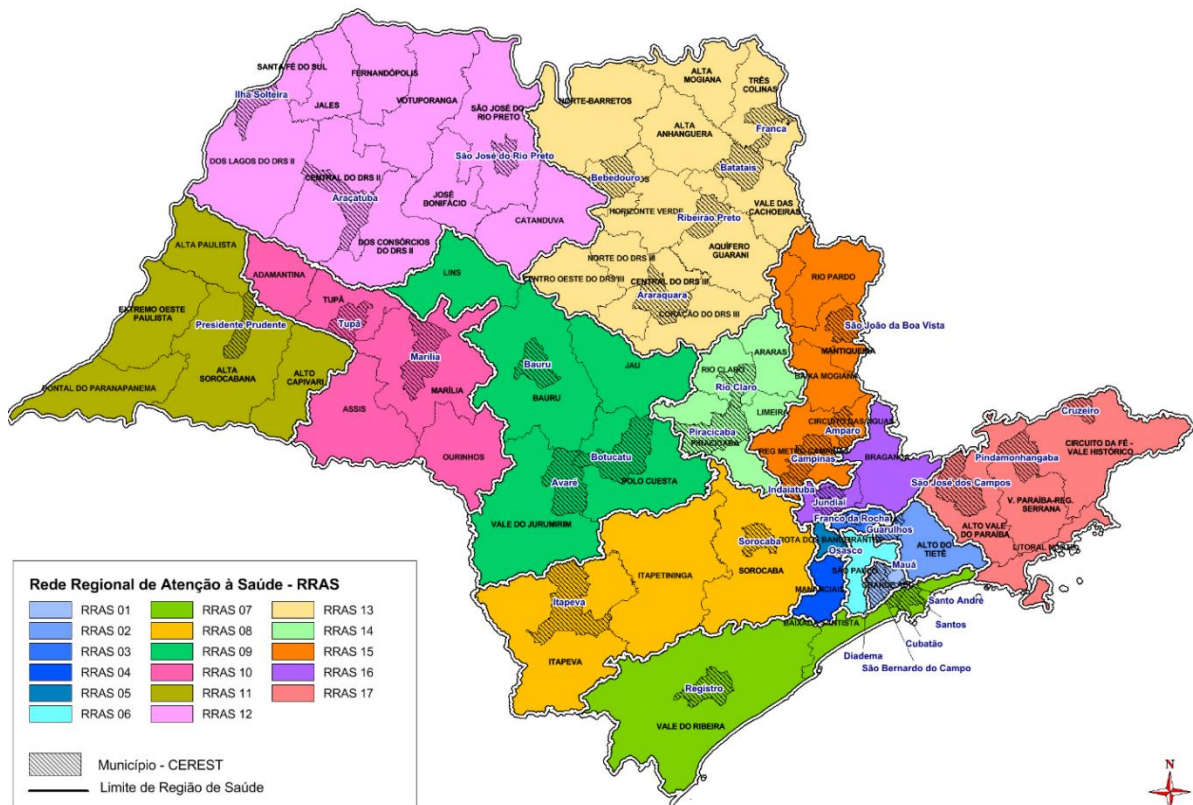 SANTA FÉ DO SUL
FERNANDÓPOLIS
Ilha Solteira
JALES
VOTUPORANGA
SÃO JOSÉ DO
RIO PRETO
DOS LAGOS DO DRS II
CENTRAL DO DRS II
São José do Rio Preto
Araçatuba
JOSÉ
BONIFÁCIO
CATANDUVA
DOS CONSÓRCIOS
DO DRS II
ALTA
MOGIANA
TRÊS
COLINAS
NORTE-BARRETOS
ALTA
ANHANGUERA
Franca
Batatais
Bebedouro
HORIZONTE VERDE
Ribeirão Preto
VALE DAS
CACHOEIRAS
AQUÍFERO
GUARANI
NORTE DO DRS III
CENTRO OESTE DO DRS III
CENTRAL DO DRS III
Araraquara
CORAÇÃO DO DRS III
ALTA PAULISTA
ADAMANTINA
LINS
TUPÃ
Tupã
EXTREMO OESTE
PAULISTA
Presidente Prudente
Marília
ALTA
SOROCABANA
ALTO
CAPIVARI
PONTAL DO PARANAPANEMA
MARÍLIA
ASSIS
OURINHOS
Bauru
BAURU
JAU
Botucatu
Avaré
POLO CUESTA
VALE DO JURUMIRIM
RIO PARDO
São João da Boa Vista
MANTIQUEIRA
BAIXA MOGIANA
ARARAS
RIO CLARO
Rio Claro
LIMEIRA
CIRCUITO DAS ÁGUAS
Amparo
Piracicaba
PIRACICABA
REG METRO CAMPINAS
Campinas
BRAGANÇA
Indaiatuba
Jundiaí
Cruzeiro
CIRCUITO DA FÉ -
VALE HISTÓRICO
Pindamonhangaba
São José dos Campos
V. PARAÍBA-REG.
SERRANA
ALTO VALE
DO PARAÍBA
LITORAL NORTE
Franco da Rocha
Guarulhos
ROTA DOS BANDEIRANTES
Osasco
ALTO DO
TIETÊ
Mauá
SÃO PAULO
GRANDE ABC
MANANCIAIS
Sorocaba
SOROCABA
ITAPETININGA
Itapeva
ITAPEVA
BAIXADA SANTISTA
Santo André
Santos
Cubatão
Diadema
São Bernardo do Campo
Registro
VALE DO RIBEIRA
Rede Regional de Atenção à Saúde - RRAS
RRAS 01
RRAS 02
RRAS 03
RRAS 04
RRAS 05
RRAS 06
RRAS 07
RRAS 08
RRAS 09
RRAS 10
RRAS 11
RRAS 12
RRAS 13
RRAS 14
RRAS 15
RRAS 16
RRAS 17
Município - CEREST
Limite de Região de Saúde
N